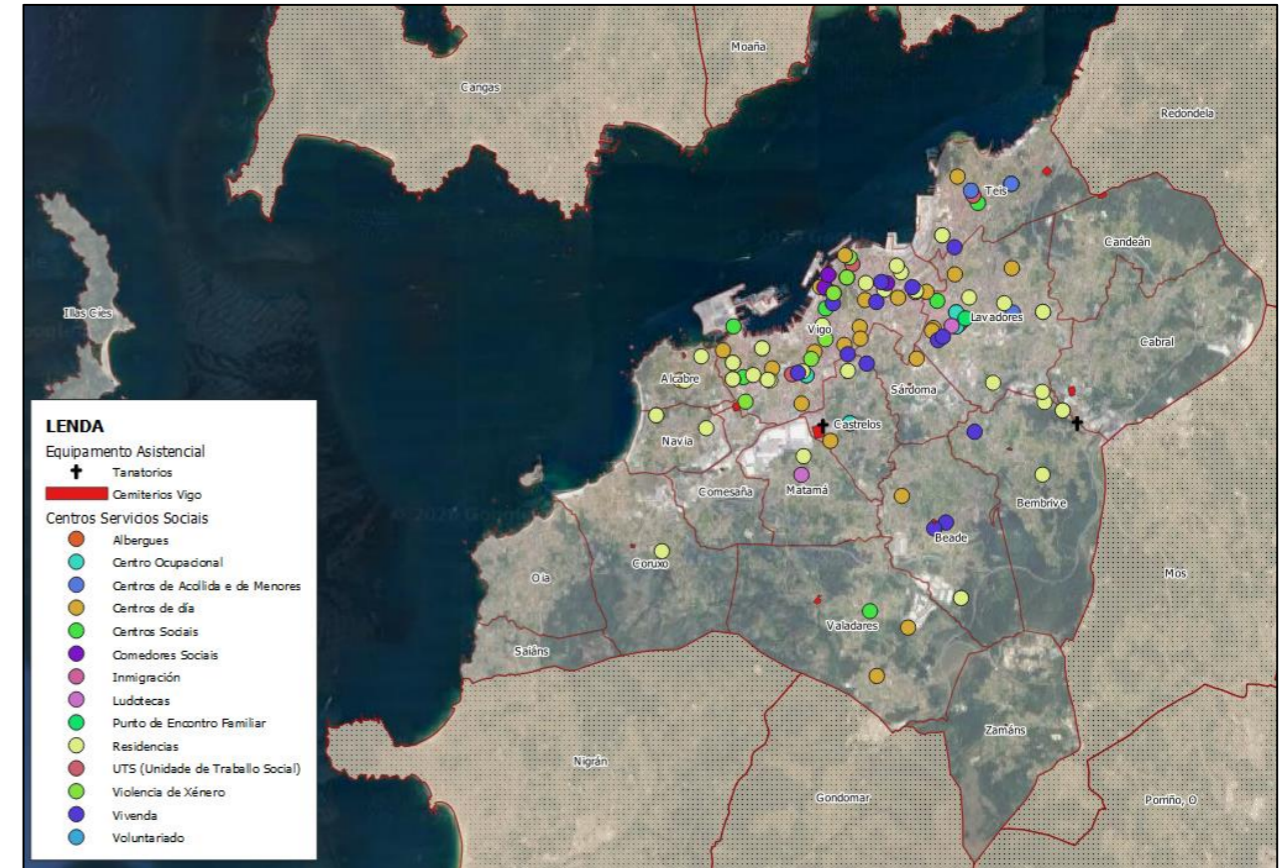 Moaña
Cangas
Redondela
Teis
Candeán
Illas Cíes
Vigo
Lavadores
Cabral
Alcabre
Sárdoma
Castrelos
Navia
Comesaña
Matamá
Bembrive
Beade
Coruxo
Oia
Mos
Valadares
Saiáns
Zamáns
Nigrán
Gondomar
Porriño, O
LENDA
Equipamento Asistencial
Tanatorios
Cemiterios Vigo
Centros Servicios Sociais
Albergues
Centro Ocupacional
Centros de Acollida e de Menores
Centros de día
Centros Sociais
Comedores Sociais
Inmigración
Ludotecas
Punto de Encontro Familiar
Residencias
UTS (Unidade de Traballo Social)
Violencia de Xénero
Vivenda
Voluntariado